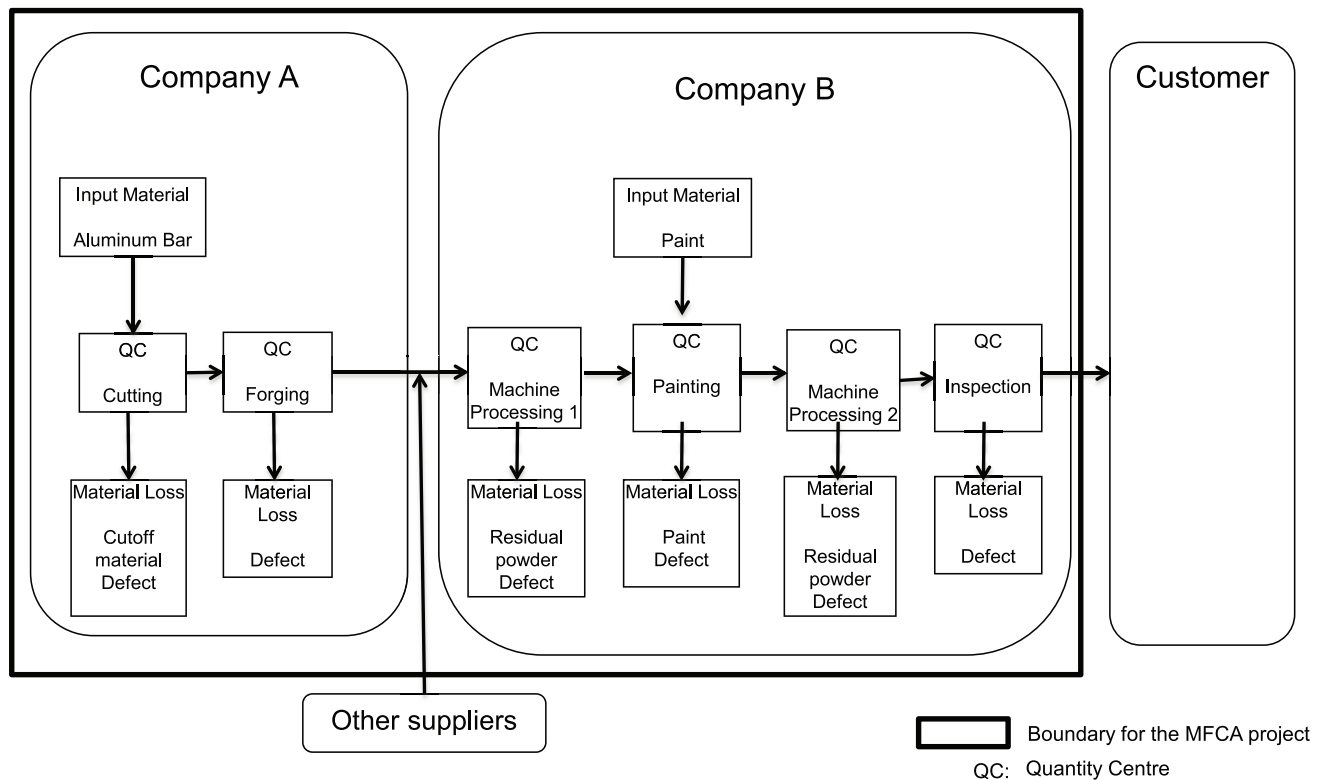 Company A
Company B
Customer
Input Material
Aluminum Bar
Input Material
Paint
QC
Cutting
QC
Forging
QC
Machine
Processing 1
QC
Painting
QC
Machine
Processing 2
QC
Inspection
Material Loss
Cutoff
material
Defect
Material
Loss
Defect
Material Loss
Residual
powder
Defect
Material Loss
Paint
Defect
Material
Loss
Residual
powder
Defect
Material
Loss
Defect
Other suppliers
Boundary for the MFCA project
QC: Quantity Centre